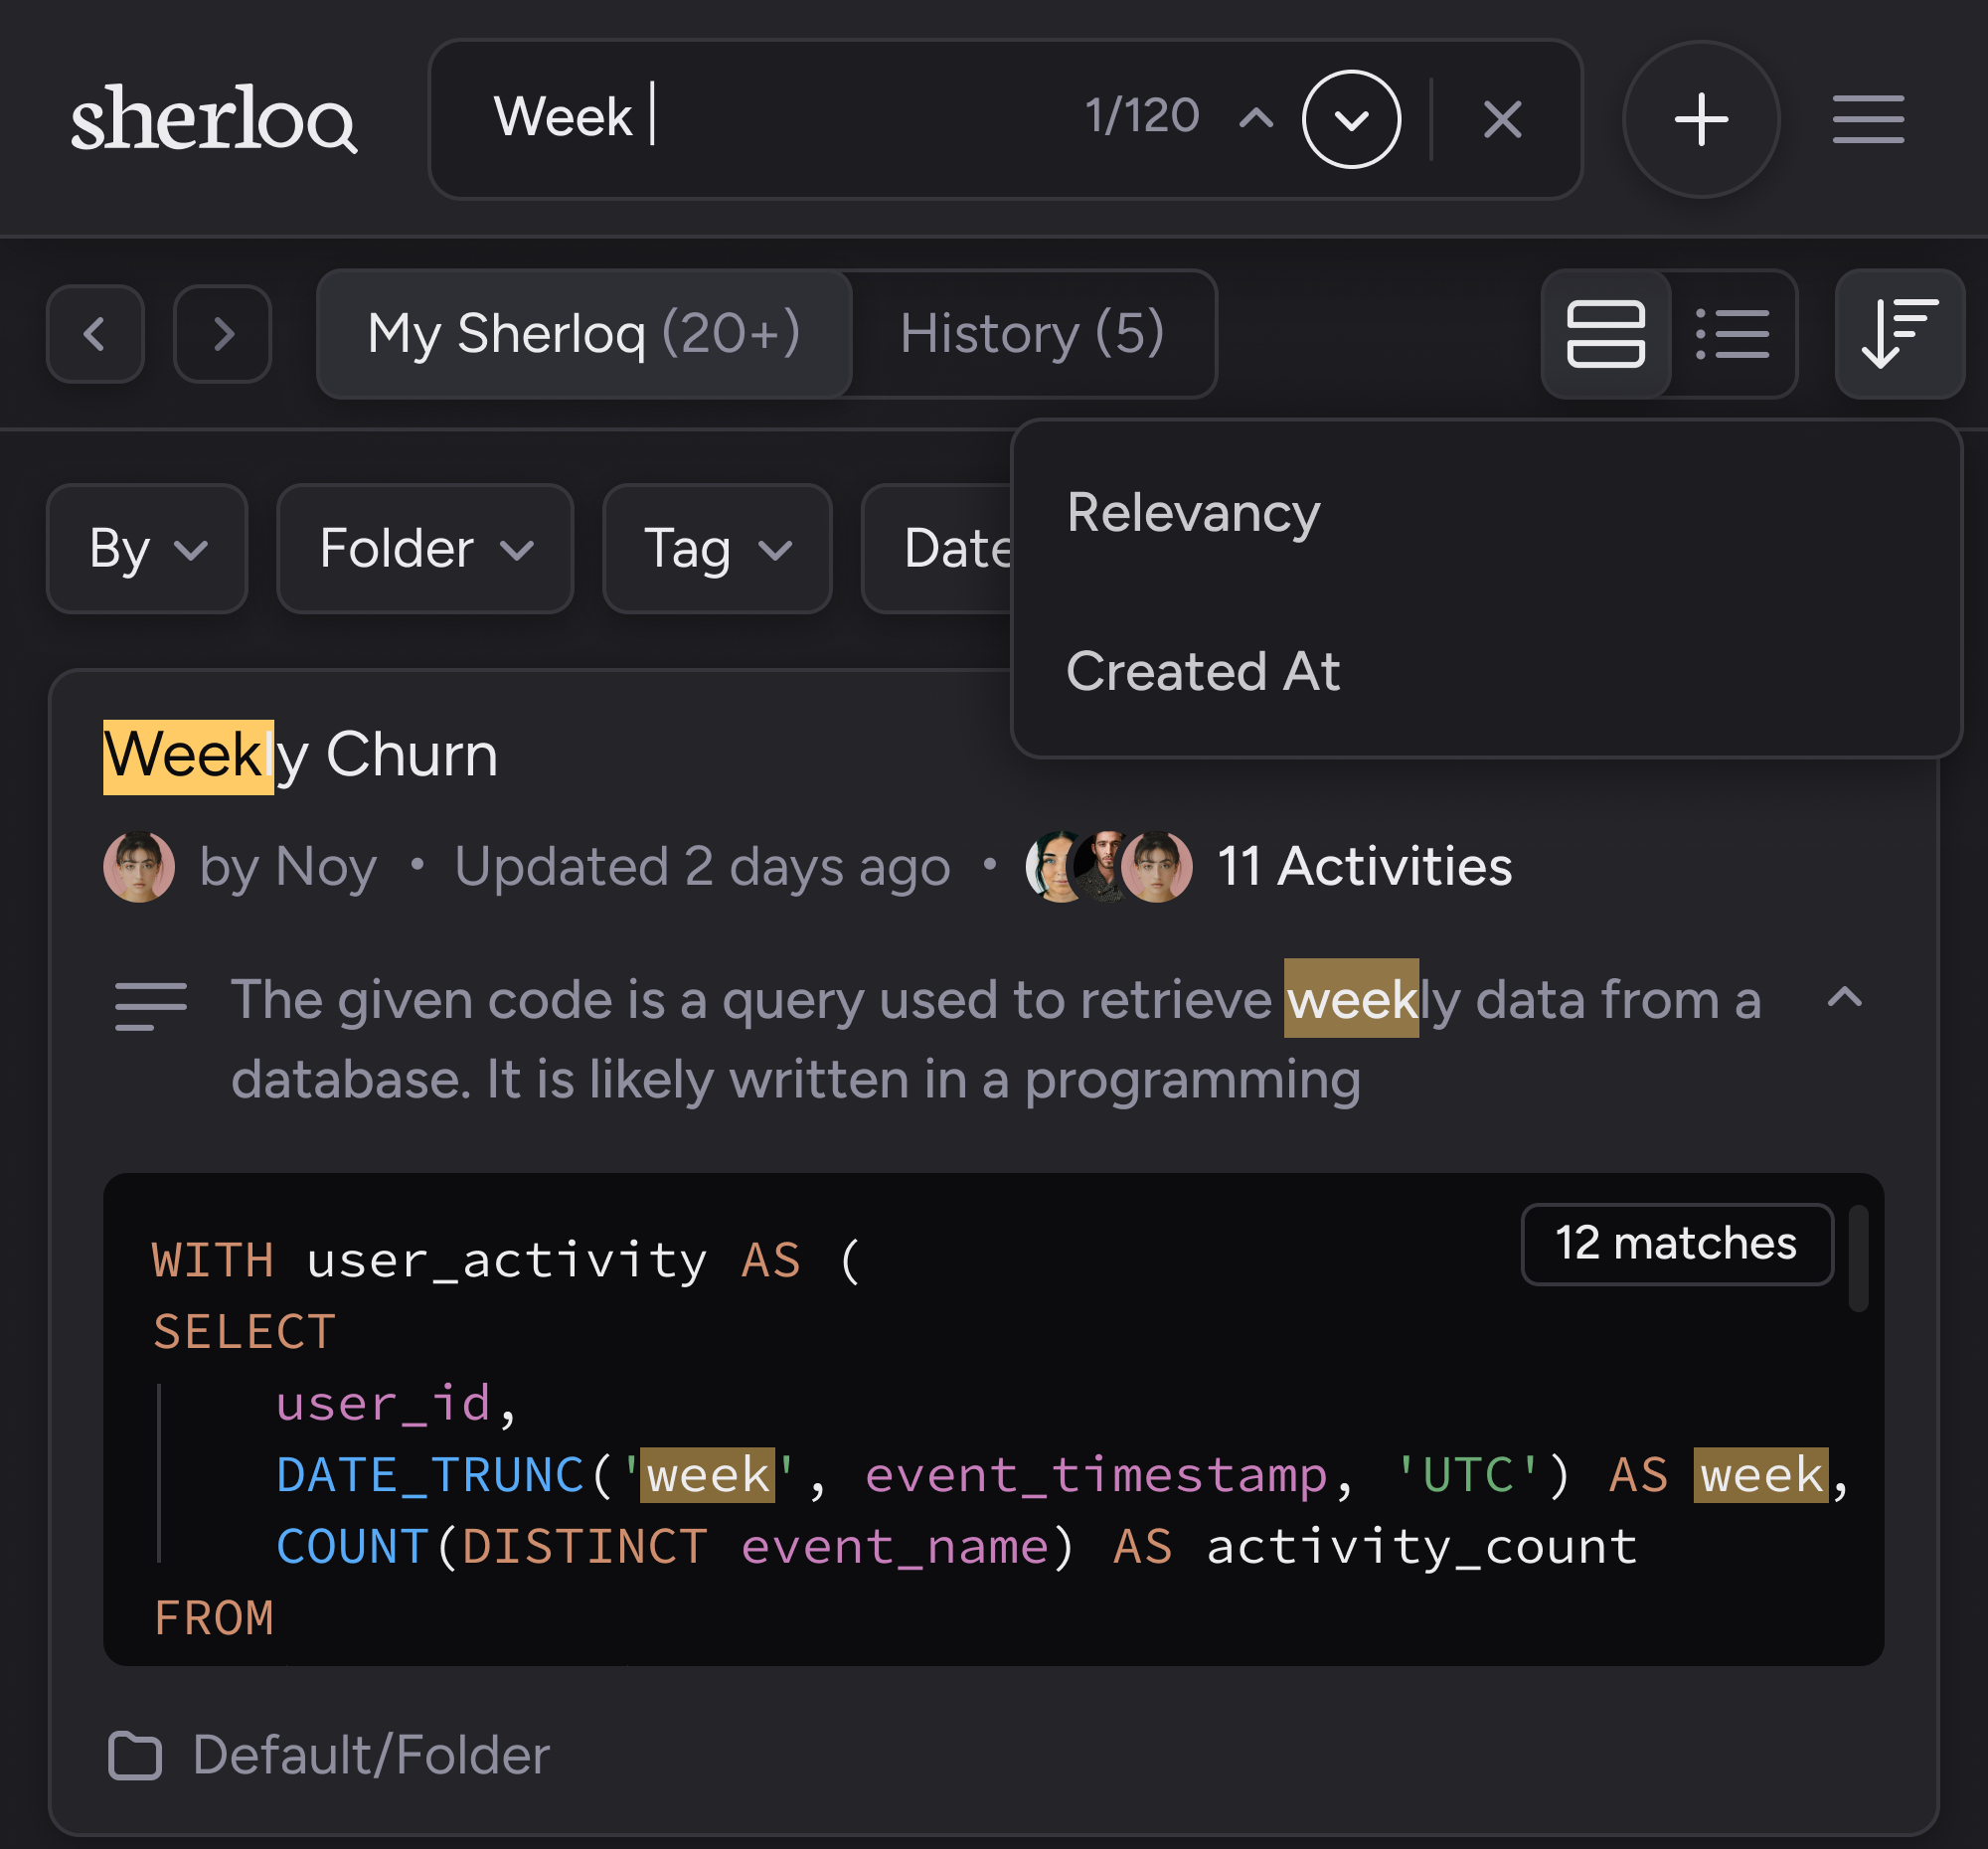 sherloq
Week
1/120
My Sherloq (20+)
History (5)
By
Folder
Tag
Date
Relevancy
Created At
Weekly Churn
by Noy • Updated 2 days ago • 11 Activities
The given code is a query used to retrieve weekly data from a
database. It is likely written in a programming
12 matches
WITH user_activity AS (
SELECT
user_id,
DATE_TRUNC('week', event_timestamp, 'UTC') AS week,
COUNT(DISTINCT event_name) AS activity_count
FROM
Default/Folder